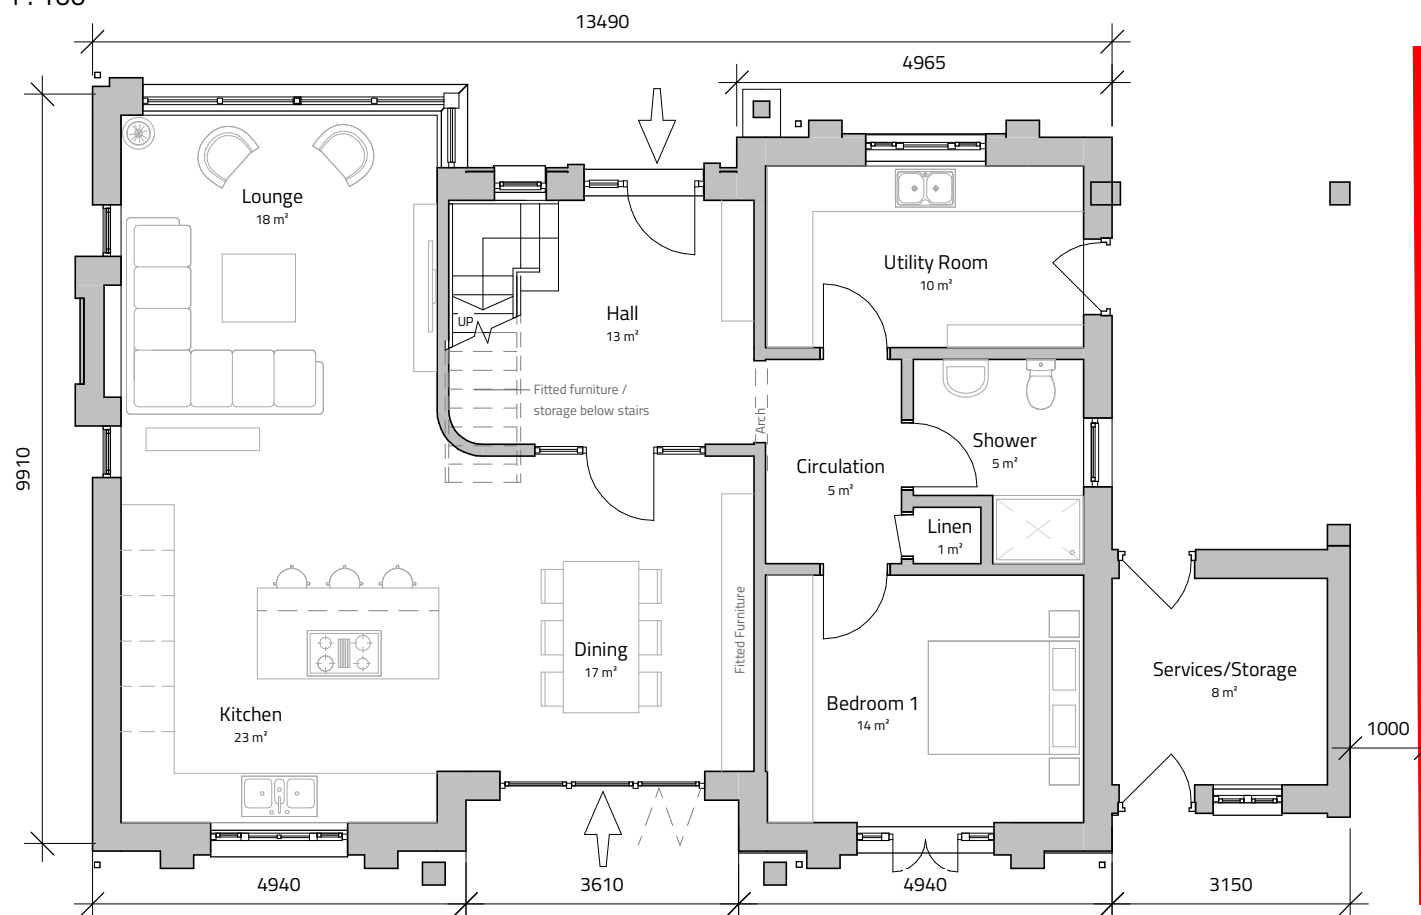 13490
4965
Lounge
18 m²
Utility Room
10 m²
Hall
13 m²
UP
Fitted furniture /
storage below stairs
Arch
Shower
5 m²
Circulation
5 m²
9910
Linen
1 m²
Fitted Furniture
Dining
17 m²
Services/Storage
8 m²
Bedroom 1
14 m²
Kitchen
23 m²
1000
4940
3610
4940
3150